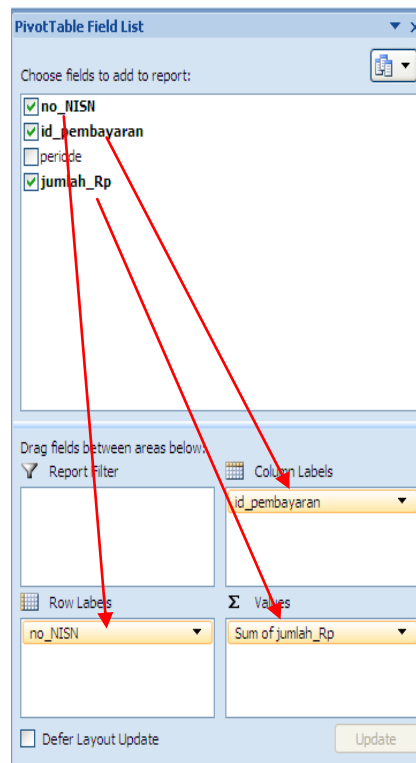 PivotTable Field List
Choose fields to add to report:
no_NISN
id_pembayaran
periode
jumlah_Rp
Drag fields between areas below:
Report Filter
Column Labels
id_pembayaran
Row Labels
Σ Values
no_NISN
Sum of jumlah_Rp
Defer Layout Update
Update